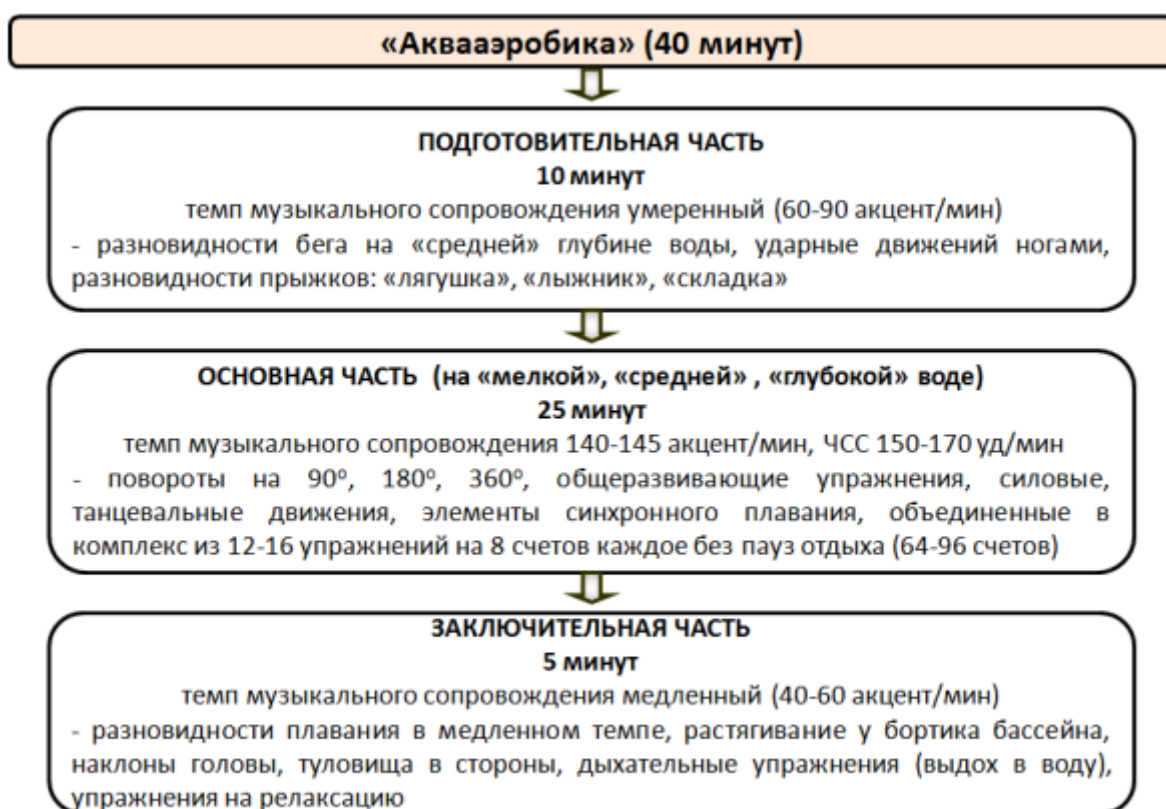 «Аквааэробика» (40 минут)
ПОДГОТОВИТЕЛЬНАЯ ЧАСТЬ
10 минут
темп музыкального сопровождения умеренный (60-90 акцент/мин)
- разновидности бега на «средней» глубине воды, ударные движений ногами,
разновидности прыжков: «лягушка», «лыжник», «складка»
ОСНОВНАЯ ЧАСТЬ (на «мелкой», «средней» , «глубокой» воде)
25 минут
темп музыкального сопровождения 140-145 акцент/мин, ЧСС 150-170 уд/мин
- повороты на 90º, 180º, 360º, общеразвивающие упражнения, силовые,
танцевальные движения, элементы синхронного плавания, объединенные в
комплекс из 12-16 упражнений на 8 счетов каждое без пауз отдыха (64-96 счетов)
ЗАКЛЮЧИТЕЛЬНАЯ ЧАСТЬ
5 минут
темп музыкального сопровождения медленный (40-60 акцент/мин)
- разновидности плавания в медленном темпе, растягивание у бортика бассейна,
наклоны головы, туловища в стороны, дыхательные упражнения (выдох в воду),
упражнения на релаксацию